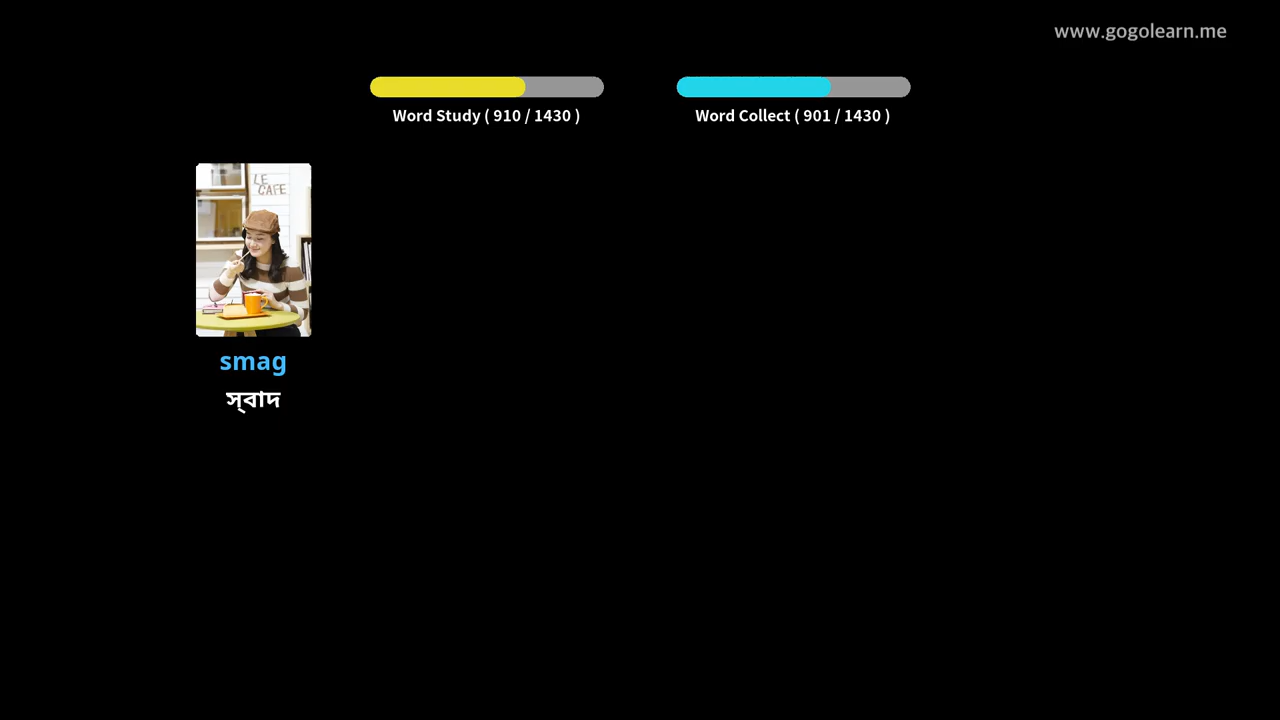 www.gogolearn.me
Word Study ( 910 / 1430 )
Word Collect ( 901 / 1430 )
LE
CAFE
smag
স্বাদ